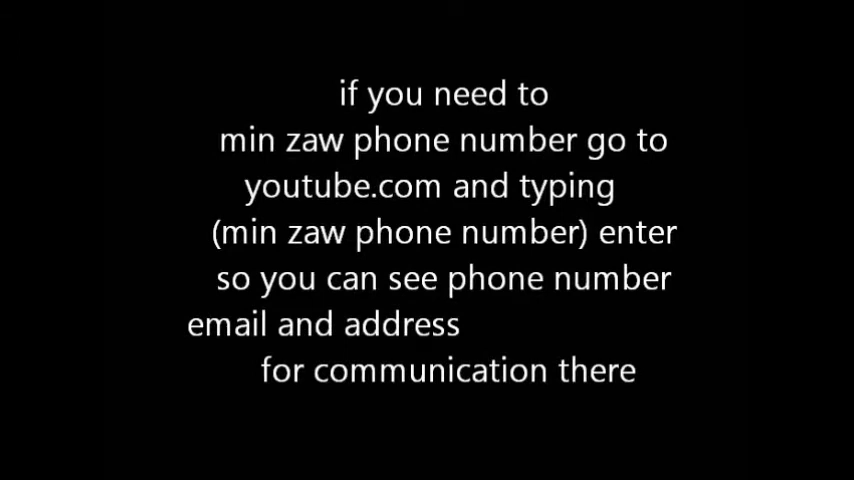 if you need to
min zaw phone number go to
youtube.com and typing
(min zaw phone number) enter
so you can see phone number
email and address
for communication there